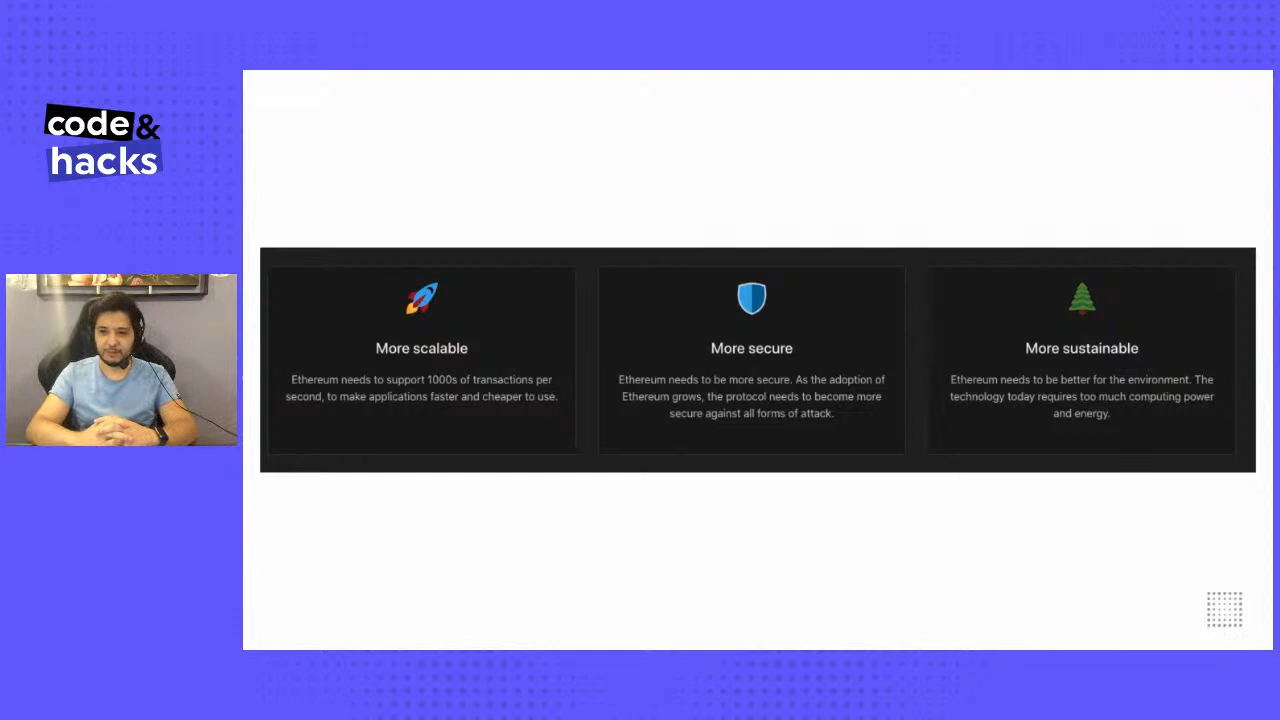 code&
hacks
More scalable
Ethereum needs to support 1000s of transactions per
second, to make applications faster and cheaper to use.
More secure
Ethereum needs to be more secure. As the adoption of
Ethereum grows, the protocol needs to become more
secure against all forms of attack.
More sustainable
Ethereum needs to be better for the environment. The
technology today requires too much computing power
and energy.